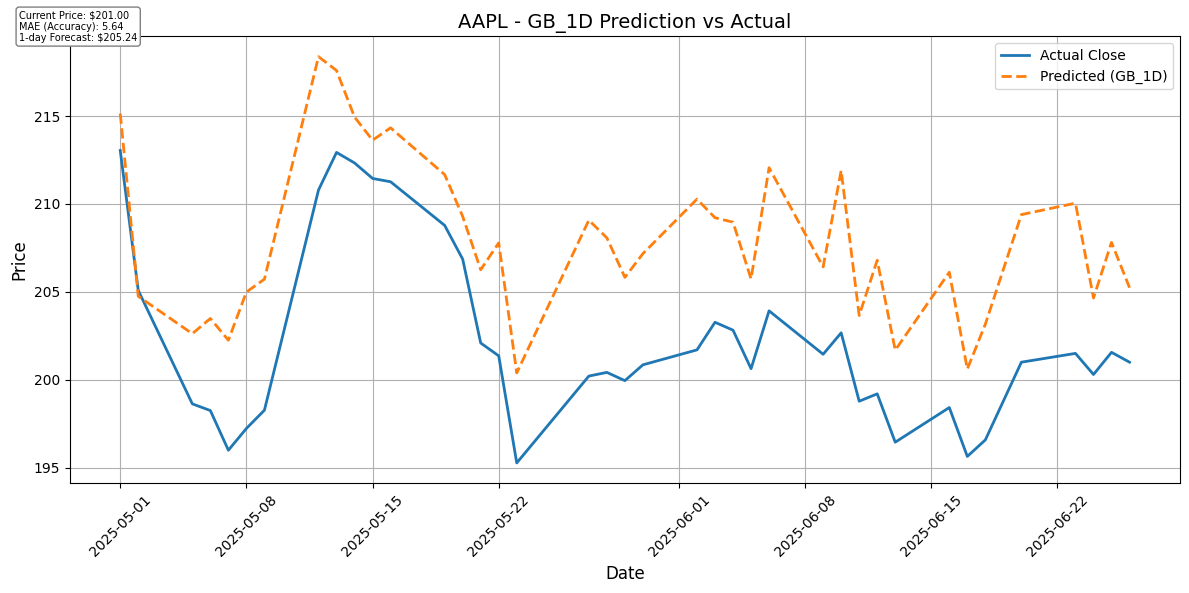 AAPL - GB_1D Prediction vs Actual
Current Price: $201.00
MAE (Accuracy): 5.64
1-day Forecast: $205.24
Actual Close
Predicted (GB_1D)
Price
215
210
205
200
195
2025-05-01
2025-05-08
2025-05-15
2025-05-22
2025-06-01
2025-06-08
2025-06-15
2025-06-22
Date